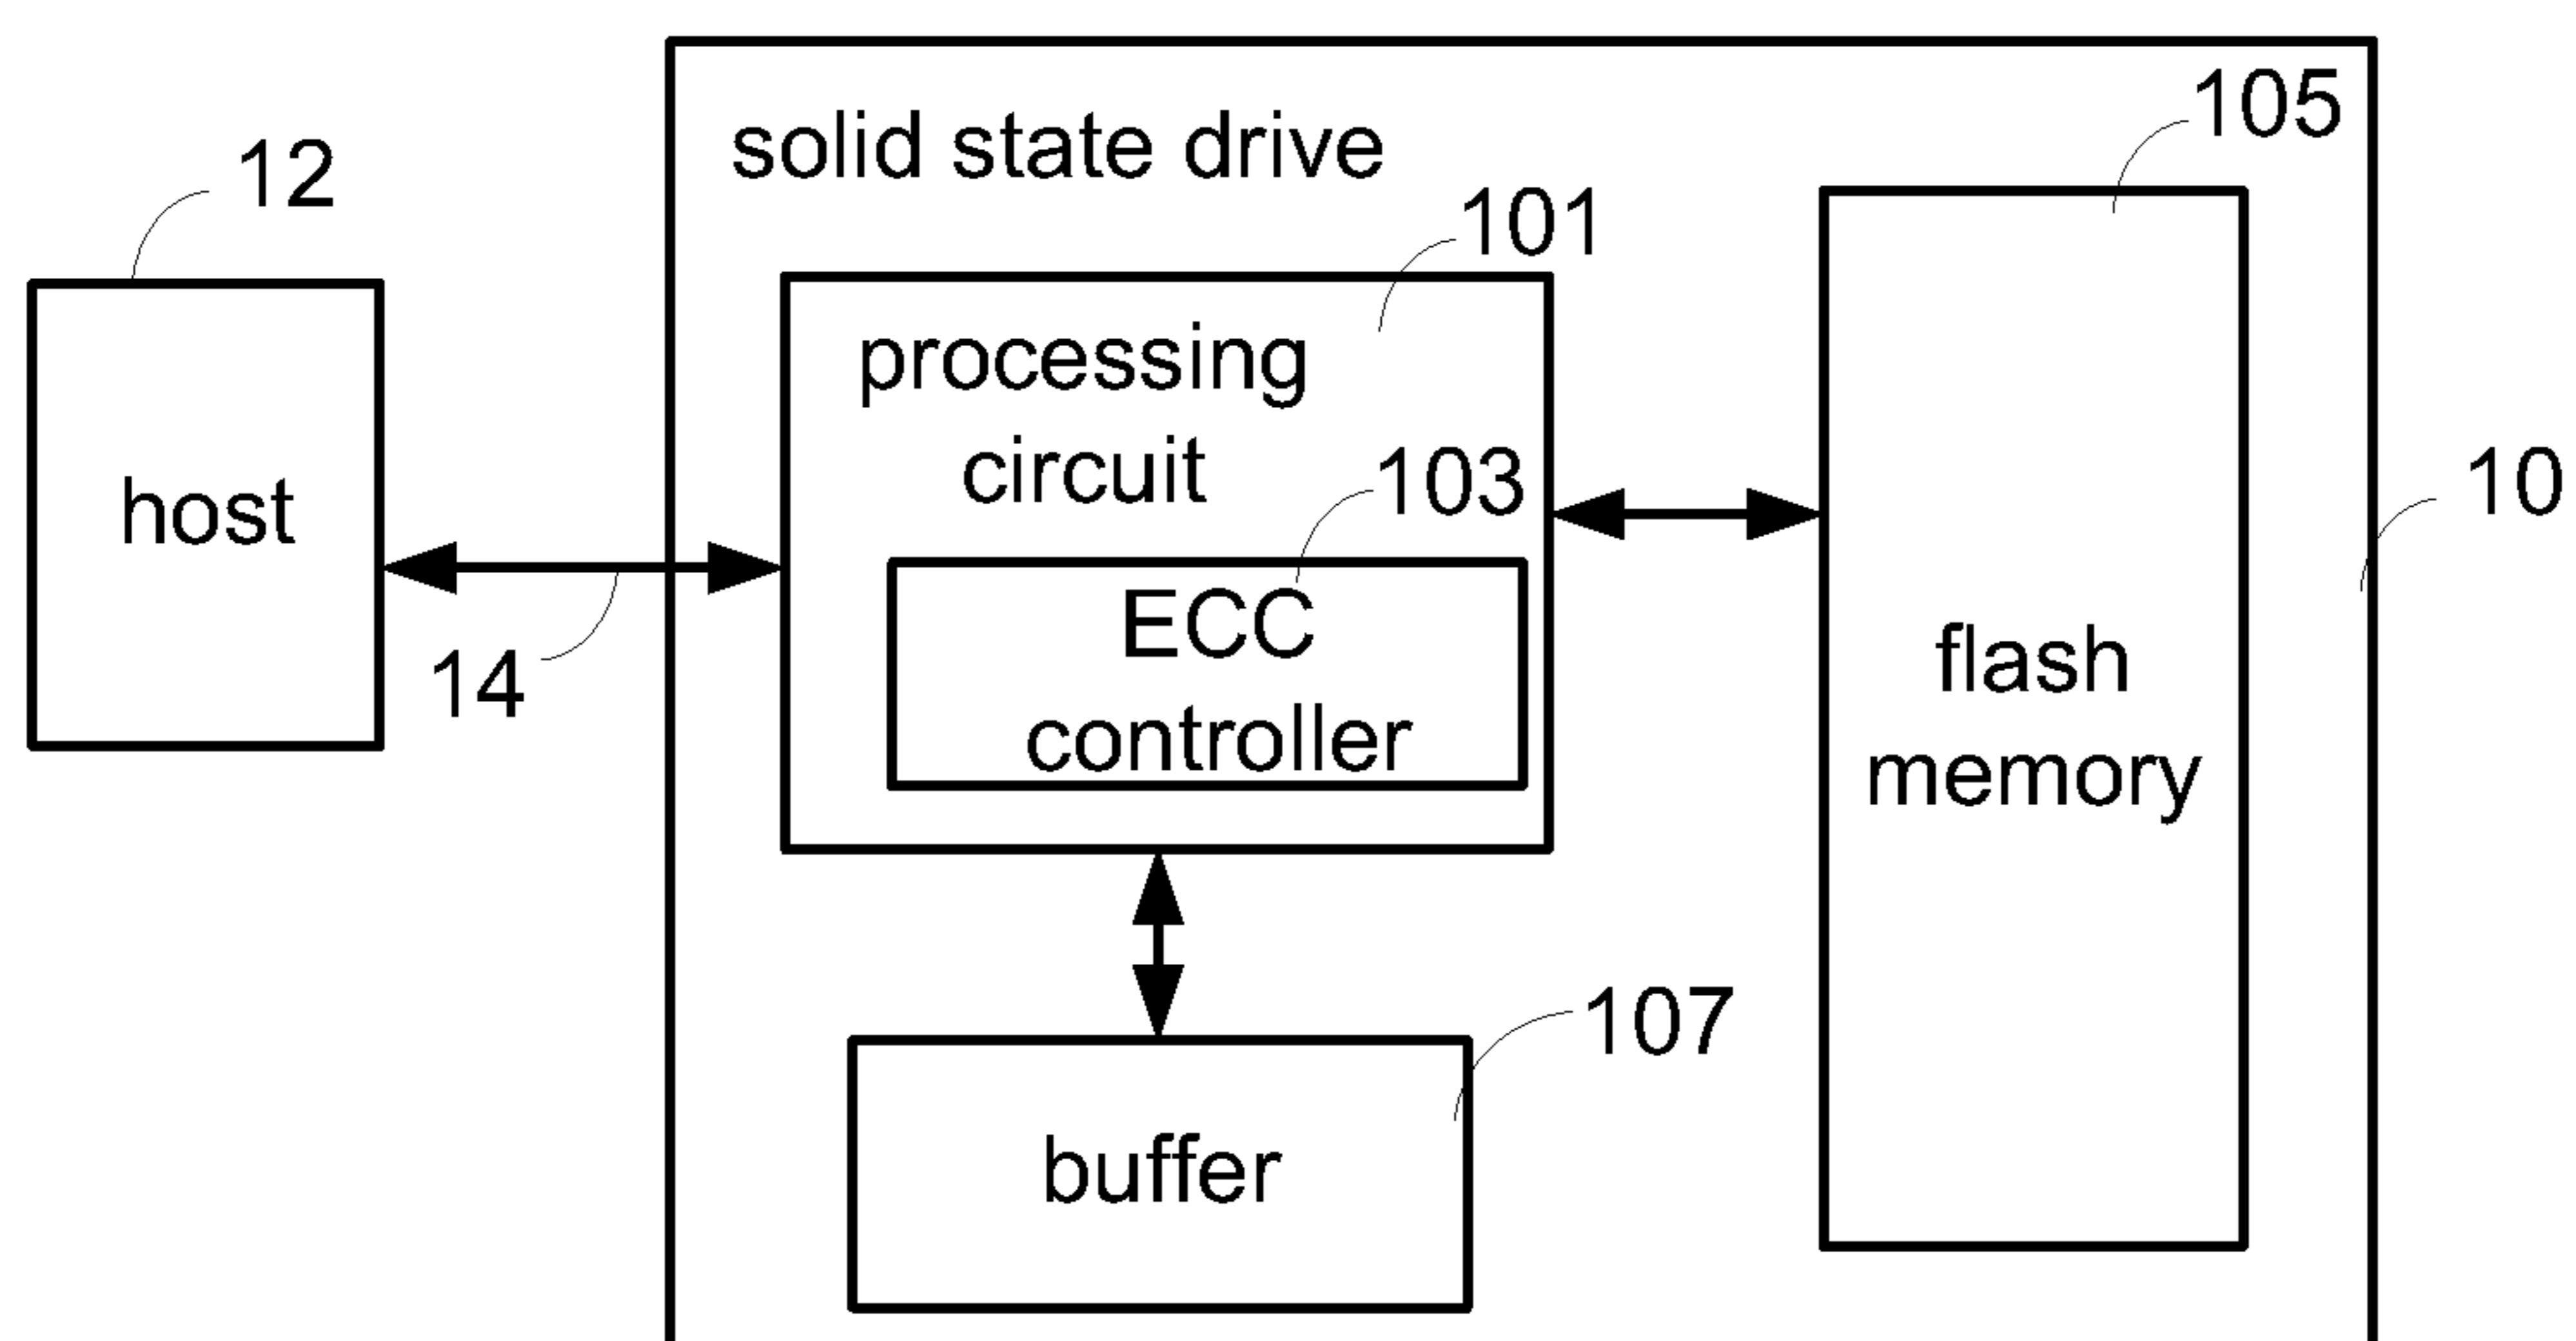 105
solid state drive
12
101
processing
circuit
103
10
host
ECC
controller
14
flash
memory
107
buffer